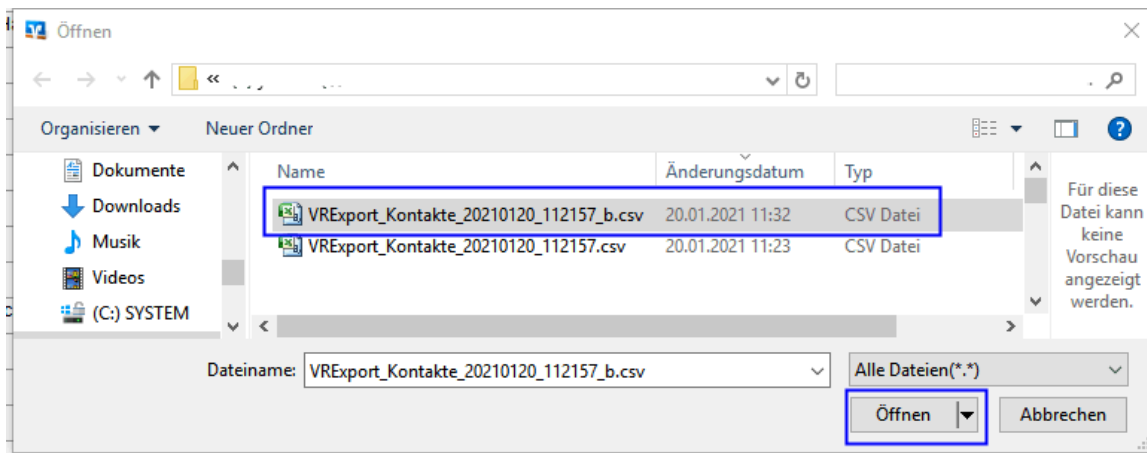 Öffnen
«
Organisieren Neuer Ordner
Name Änderungsdatum Typ
Dokumente
Downloads
Musik
Videos
(C:) SYSTEM
VRExport_Kontakte_20210120_112157_b.csv 20.01.2021 11:32 CSV Datei
VRExport_Kontakte_20210120_112157.csv 20.01.2021 11:23 CSV Datei
Für diese
Datei kann
keine
Vorschau
angezeigt
werden.
Dateiname: VRExport_Kontakte_20210120_112157_b.csv Alle Dateien(*.*)
Öffnen Abbrechen